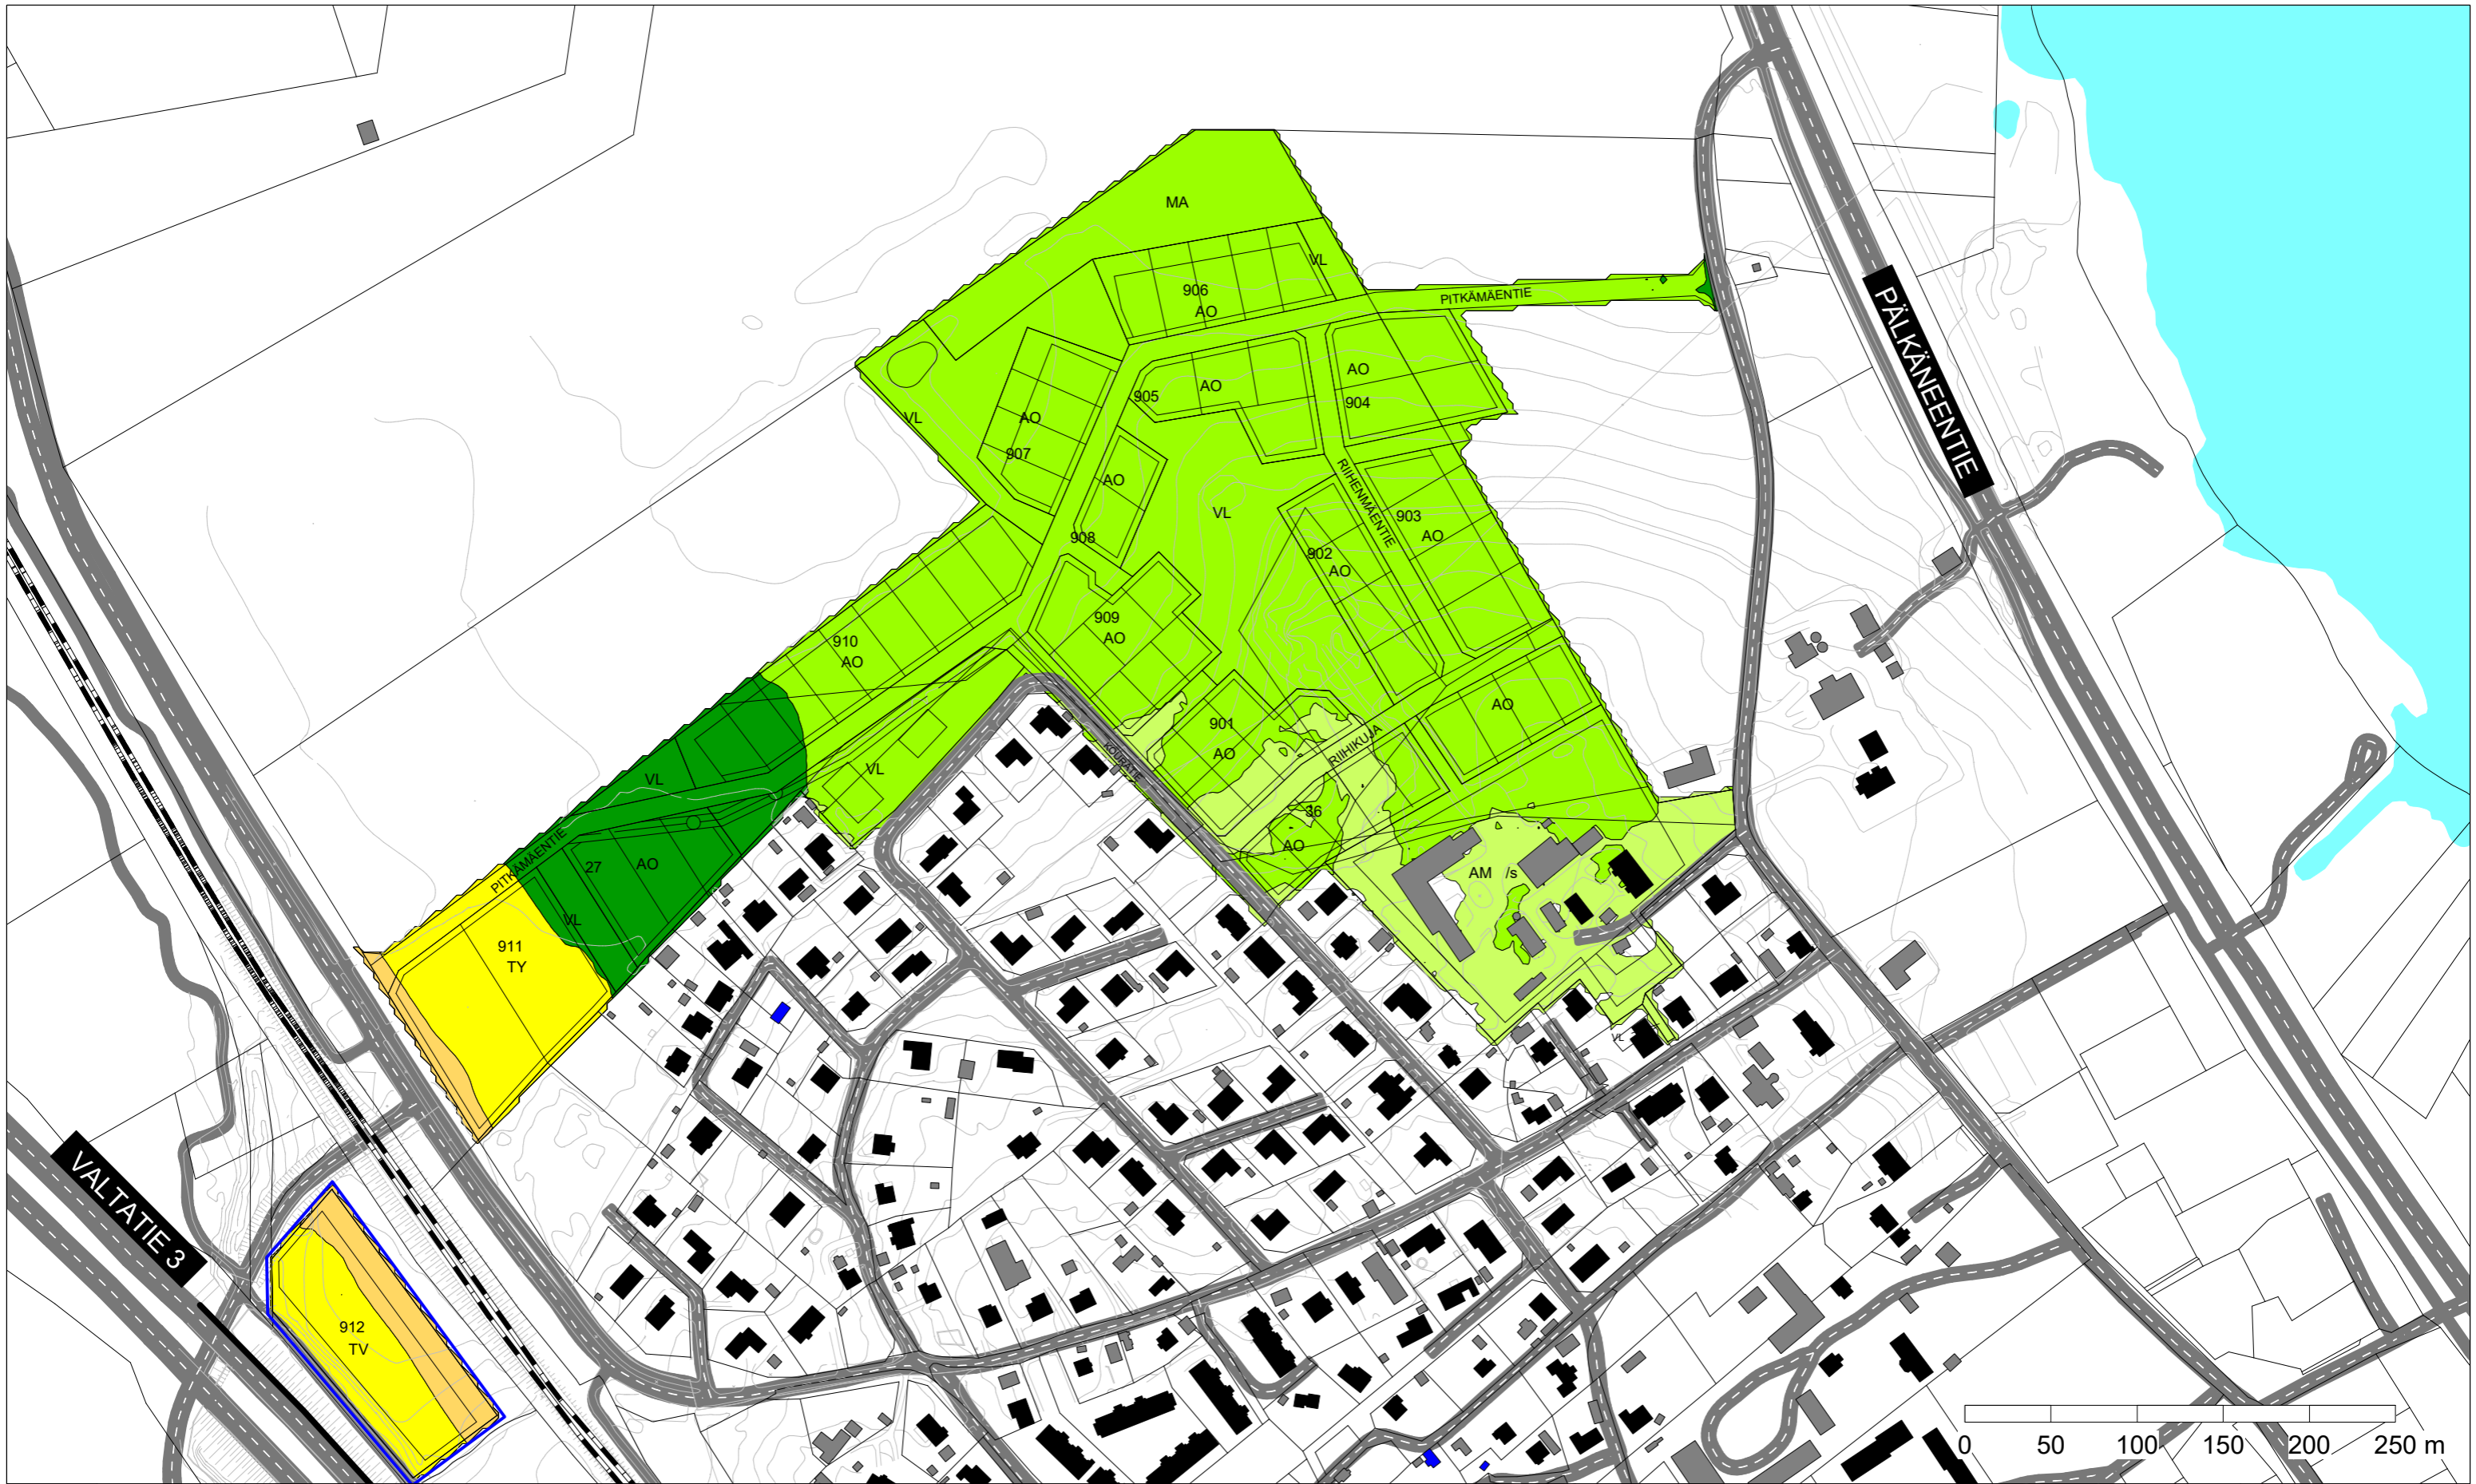 MA
VL
906
AO
PITKÄMÄENTIE
PÄLKÄNEENTIE
AO
905
AO
904
VL
AO
907
AO
908
VL
RIIHENMÄENTIE
903
AO
902
AO
909
AO
910
AO
901
AO
AO
RIIHIKUJA
KOURATIE
VL
VL
36
AO
PITKÄMÄENTIE
27
AO
VL
AM /s
911
TY
VL
VALTATIE 3
912
TV
0 50 100 150 200 250 m